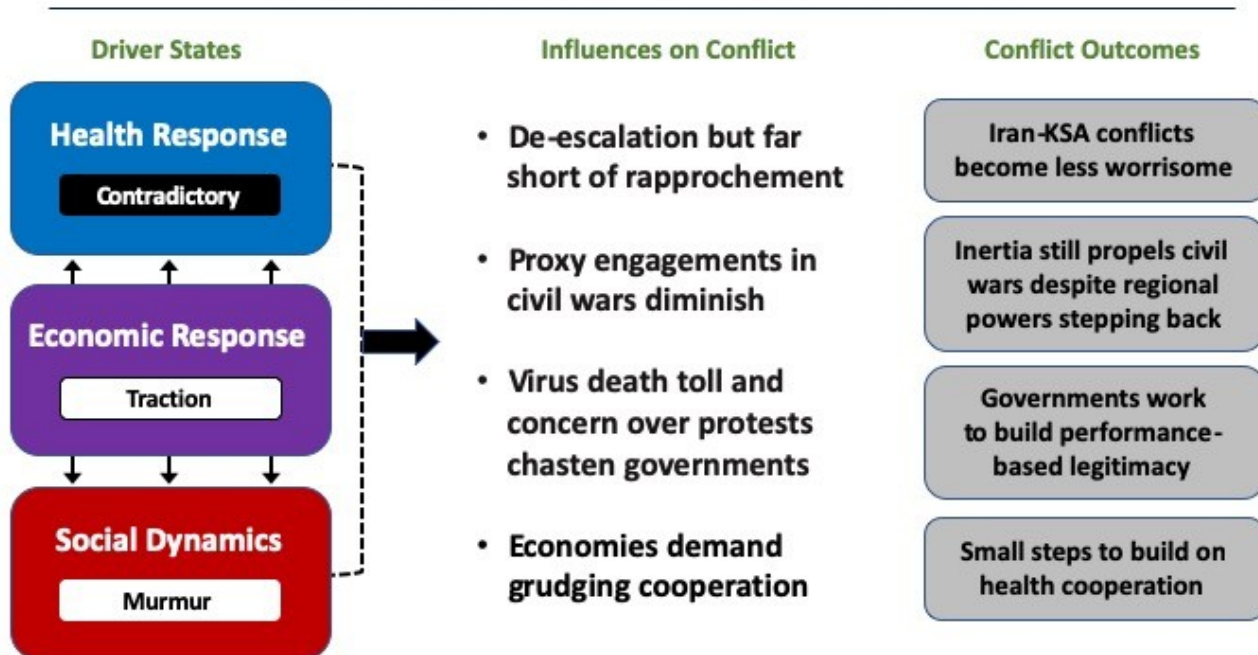 Driver States
Influences on Conflict
Conflict Outcomes
Health Response
Contradictory
Economic Response
Traction
Social Dynamics
Murmur
• De-escalation but far
short of rapprochement
• Proxy engagements in
civil wars diminish
• Virus death toll and
concern over protests
chasten governments
• Economies demand
grudging cooperation
Iran-KSA conflicts
become less worrisome
Inertia still propels civil
wars despite regional
powers stepping back
Governments work
to build performance-
based legitimacy
Small steps to build on
health cooperation